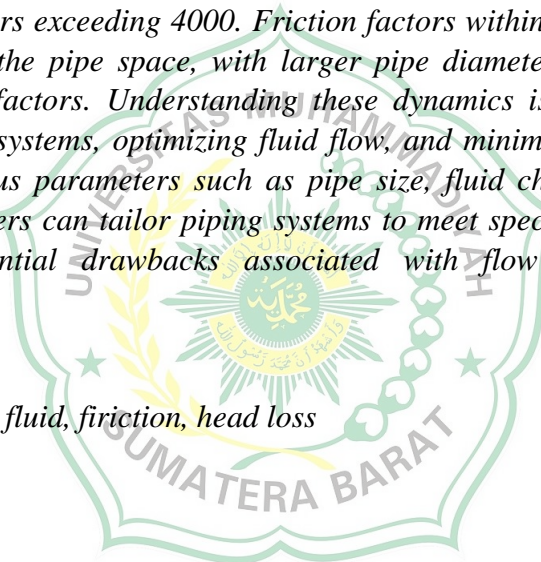 rs exceeding 4000. Friction factors within
the pipe space, with larger pipe diamete
factors. Understanding these dynamics is
systems, optimizing fluid flow, and minim
us parameters such as pipe size, fluid ch
ers can tailor piping systems to meet spec
ntial drawbacks associated with flow
fluid, firiction, head loss
UNIVERSITAS MUHAMMADIYAH
SUMATERA BARAT